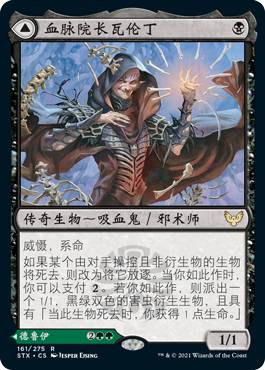 血脉院长瓦伦丁
传奇生物～吸血鬼／邪术师
威慑，系命
如果某个由对手操控且非衍生物的生物
将死去，则改为将它放逐。当你如此作时，
你可以支付2。若你如此作，则派出一
个1/1，黑绿双色的害兽衍生生物，且具
有「当此生物死去时，你获得1点生命。」
德鲁伊 2
1/1
161/275 R
STX • CS JESPER EJSING
™ & © 2021 Wizards of the Coast